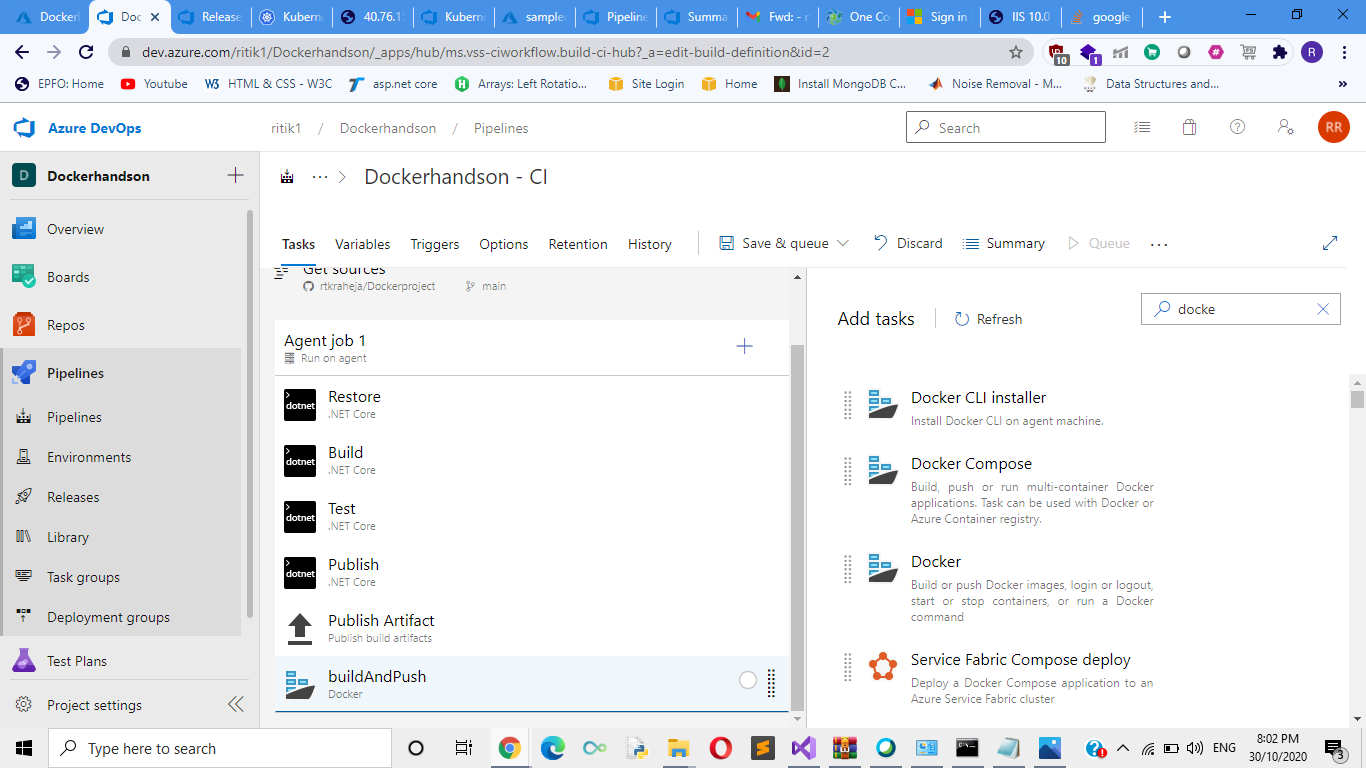 Docker
Doc
Release
Kubern
40.76.1
Kubern
sample
Pipeline
Summa
Fwd: - r
One Co
Sign in
IIS 10.0
google
dev.azure.com/ritik1/Dockerhandson/_apps/hub/ms.vss-ciworkflow.build-ci-hub?_a=edit-build-definition&id=2
10
1
R
EPFO: Home
Youtube
HTML & CSS - W3C
asp.net core
Arrays: Left Rotatio...
Site Login
Home
Install MongoDB C...
Noise Removal - M...
Data Structures and...
»
Azure DevOps
ritik1 / Dockerhandson / Pipelines
Search
RR
D
Dockerhandson
Overview
Boards
Repos
Pipelines
Pipelines
Environments
Releases
Library
Task groups
Deployment groups
Test Plans
Project settings
··· > Dockerhandson - CI
Tasks
Variables
Triggers
Options
Retention
History
Save & queue
Discard
Summary
Queue
···
Get sources
rtkraheja/Dockerproject
main
Agent job 1
Run on agent
dotnet
Restore
.NET Core
dotnet
Build
.NET Core
dotnet
Test
.NET Core
dotnet
Publish
.NET Core
Publish Artifact
Publish build artifacts
buildAndPush
Docker
Add tasks
Refresh
docke
Docker CLI installer
Install Docker CLI on agent machine.
Docker Compose
Build, push or run multi-container Docker
applications. Task can be used with Docker or
Azure Container registry.
Docker
Build or push Docker images, login or logout,
start or stop containers, or run a Docker
command
Service Fabric Compose deploy
Deploy a Docker Compose application to an
Azure Service Fabric cluster
Type here to search
ENG
8:02 PM
30/10/2020
3